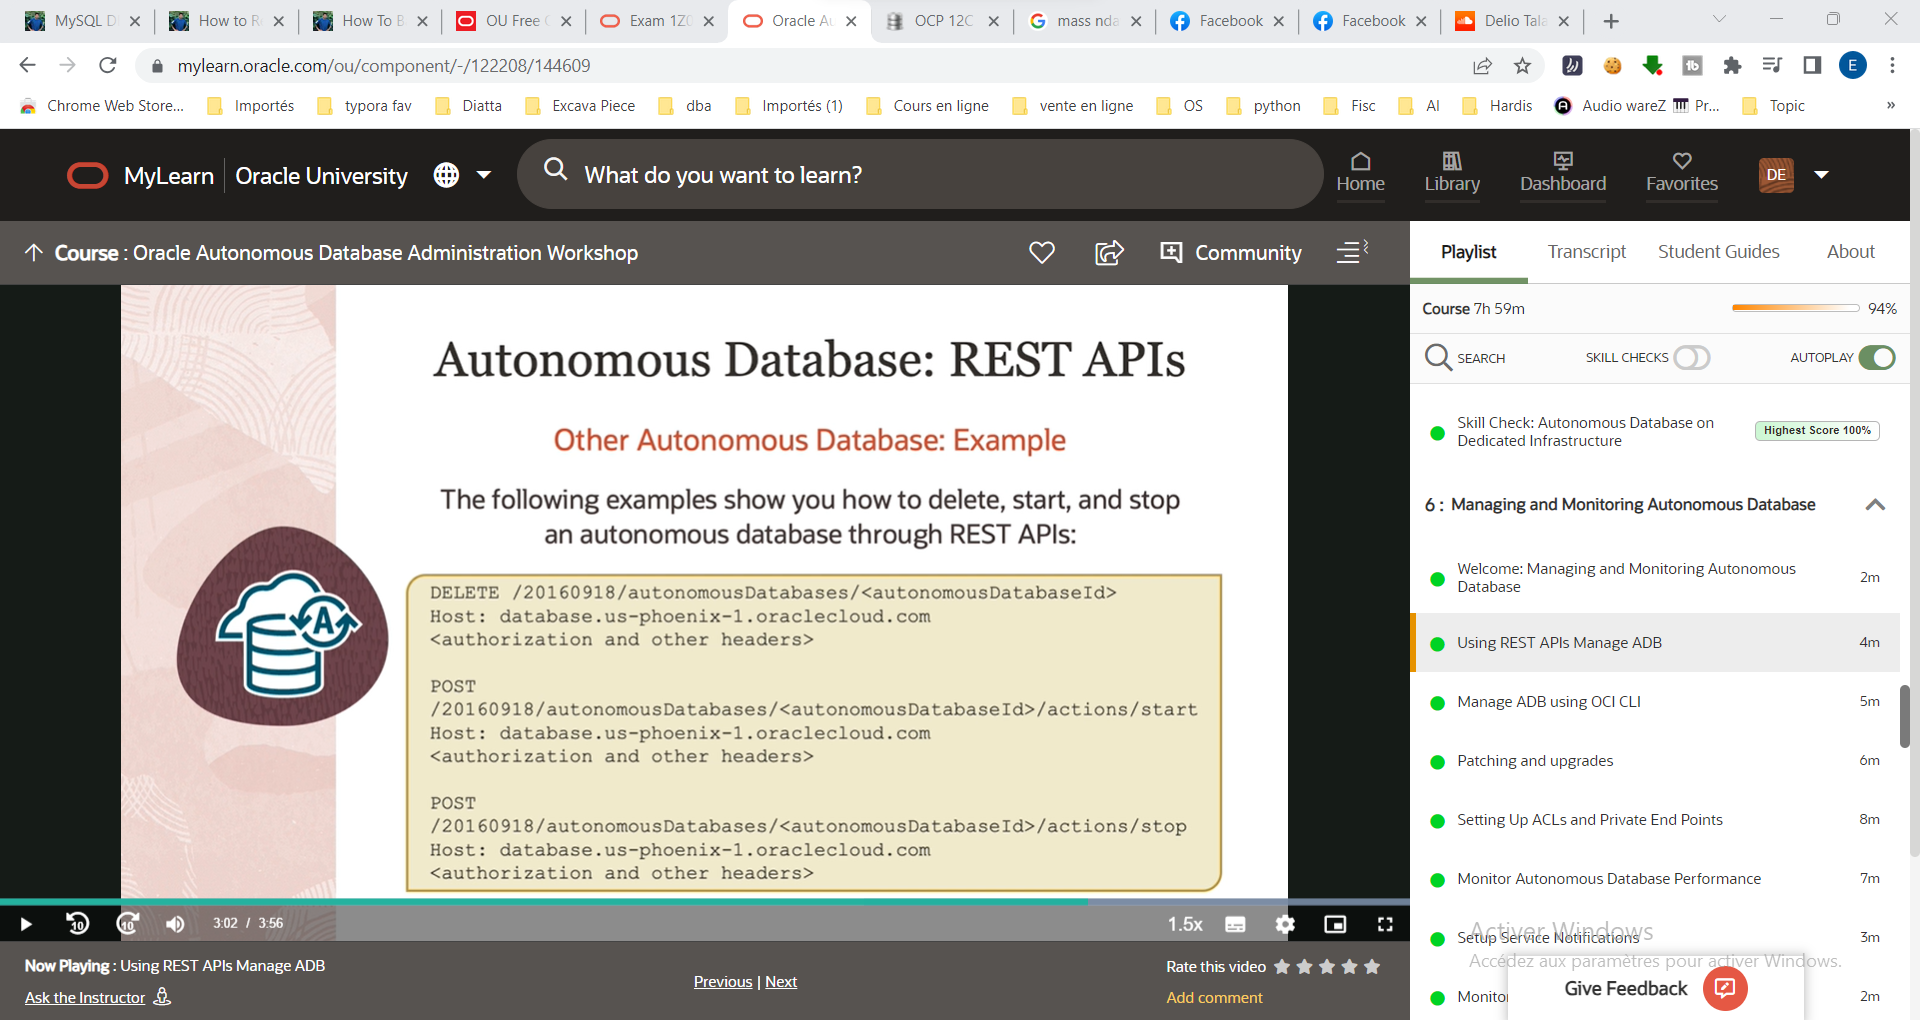 MySQL D
How to R
How To B
OU Free
Exam 1Z0
Oracle Au
OCP 12C
mass nda
Facebook
Facebook
Delio Tala
mylearn.oracle.com/ou/component/-/122208/144609
E
Chrome Web Store...
Importés
typora fav
Diatta
Excava Piece
dba
Importés (1)
Cours en ligne
vente en ligne
OS
python
Fisc
AI
Hardis
Audio wareZ
Pr...
Topic
»
MyLearn
Oracle University
What do you want to learn?
Home
Library
Dashboard
Favorites
DE
Course : Oracle Autonomous Database Administration Workshop
Community
Autonomous Database: REST APIs
Other Autonomous Database: Example
The following examples show you how to delete, start, and stop
an autonomous database through REST APIs:
A
DELETE /20160918/autonomousDatabases/<autonomousDatabaseId>
Host: database.us-phoenix-1.oraclecloud.com
<authorization and other headers>
POST
/20160918/autonomousDatabases/<autonomousDatabaseId>/actions/start
Host: database.us-phoenix-1.oraclecloud.com
<authorization and other headers>
POST
/20160918/autonomousDatabases/<autonomousDatabaseId>/actions/stop
Host: database.us-phoenix-1.oraclecloud.com
<authorization and other headers>
10
10
3:02 / 3:56
1.5x
Now Playing : Using REST APIs Manage ADB
Ask the Instructor
Previous | Next
Rate this video
Add comment
Playlist
Transcript
Student Guides
About
Course 7h 59m
94%
SEARCH
SKILL CHECKS
AUTOPLAY
Skill Check: Autonomous Database on
Dedicated Infrastructure
Highest Score 100%
6 : Managing and Monitoring Autonomous Database
Welcome: Managing and Monitoring Autonomous
Database
2m
Using REST APIs Manage ADB
4m
Manage ADB using OCI CLI
5m
Patching and upgrades
6m
Setting Up ACLs and Private End Points
8m
Monitor Autonomous Database Performance
7m
Activer Windows
Setup Service Notifications
3m
Accédez aux paramètres pour activer Windows.
Give Feedback
Monitor
2m